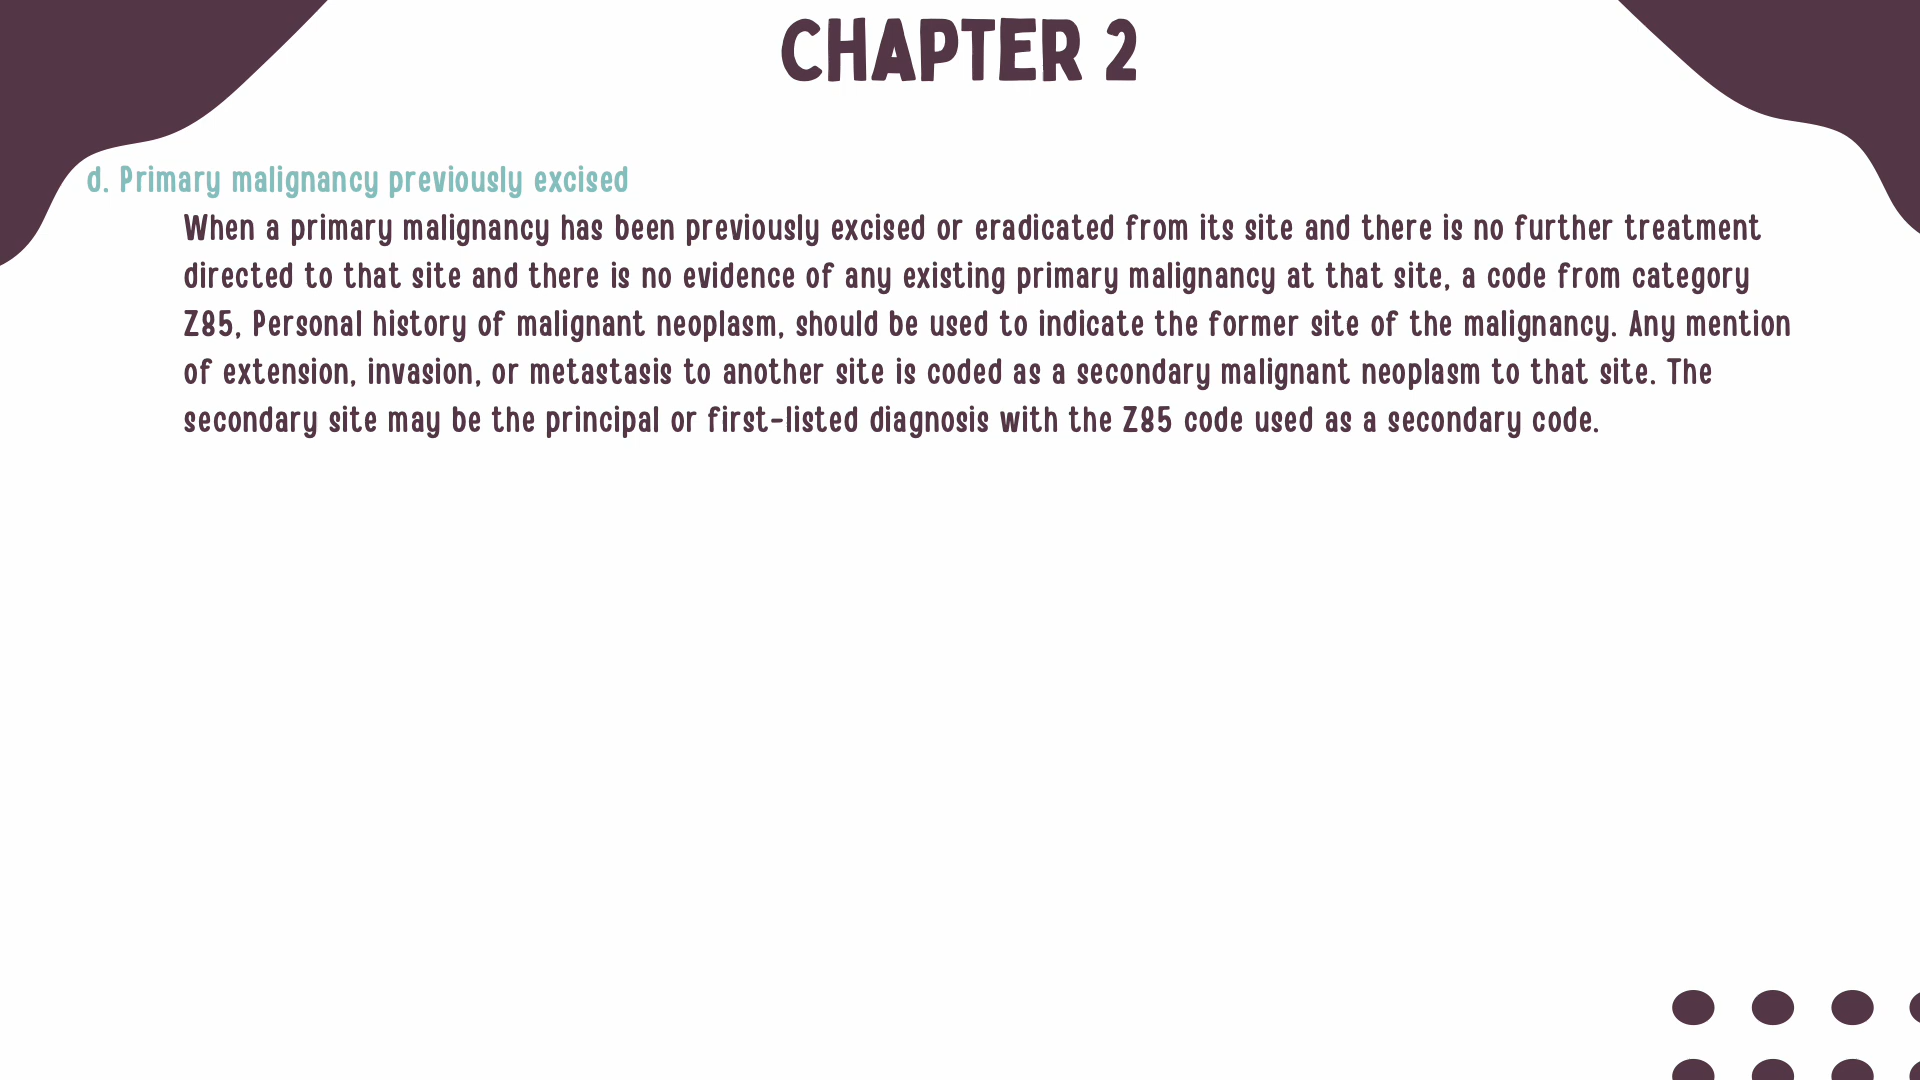 CHAPTER 2
d. Primary malignancy previously excised
When a primary malignancy has been previously excised or eradicated from its site and there is no further treatment
directed to that site and there is no evidence of any existing primary malignancy at that site, a code from category
Z85, Personal history of malignant neoplasm, should be used to indicate the former site of the malignancy. Any mention
of extension, invasion, or metastasis to another site is coded as a secondary malignant neoplasm to that site. The
secondary site may be the principal or first-listed diagnosis with the Z85 code used as a secondary code.